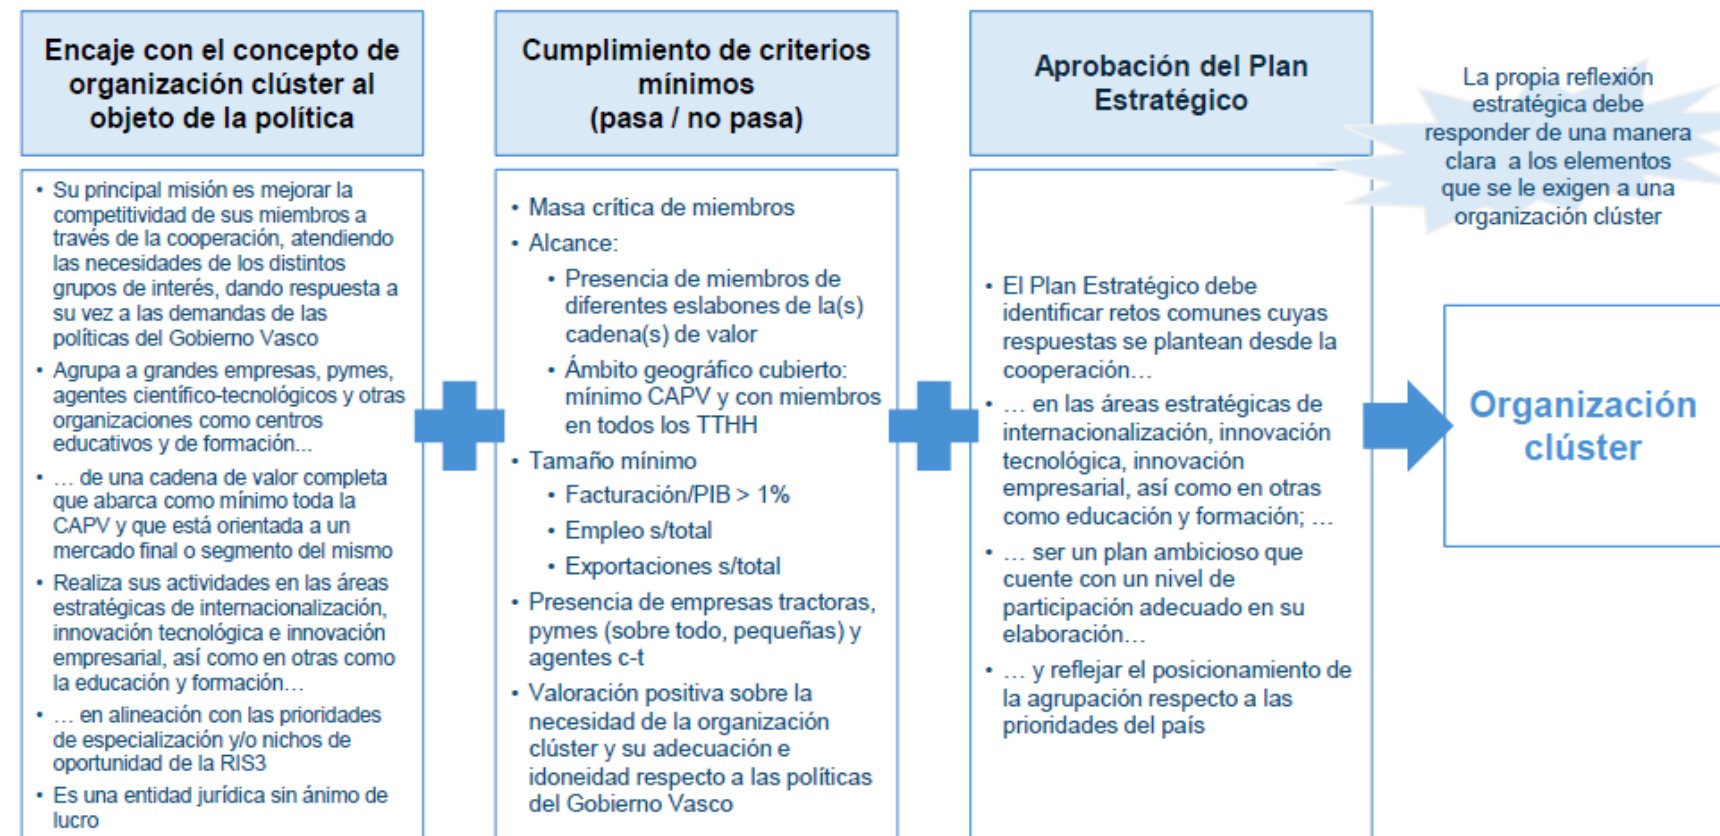 Encaje con el concepto de
organización clúster al
objeto de la política
• Su principal misión es mejorar la
competitividad de sus miembros a
través de la cooperación, atendiendo
las necesidades de los distintos
grupos de interés, dando respuesta a
su vez a las demandas de las
políticas del Gobierno Vasco
• Agrupa a grandes empresas, pymes,
agentes científico-tecnológicos y otras
organizaciones como centros
educativos y de formación...
• … de una cadena de valor completa
que abarca como mínimo toda la
CAPV y que está orientada a un
mercado final o segmento del mismo
• Realiza sus actividades en las áreas
estratégicas de internacionalización,
innovación tecnológica e innovación
empresarial, así como en otras como
la educación y formación…
• … en alineación con las prioridades
de especialización y/o nichos de
oportunidad de la RIS3
• Es una entidad jurídica sin ánimo de
lucro
Cumplimiento de criterios
mínimos
(pasa / no pasa)
• Masa crítica de miembros
• Alcance:
• Presencia de miembros de
diferentes eslabones de la(s)
cadena(s) de valor
• Ámbito geográfico cubierto:
mínimo CAPV y con miembros
en todos los TTHH
• Tamaño mínimo
• Facturación/PIB > 1%
• Empleo s/total
• Exportaciones s/total
• Presencia de empresas tractoras,
pymes (sobre todo, pequeñas) y
agentes c-t
• Valoración positiva sobre la
necesidad de la organización
clúster y su adecuación e
idoneidad respecto a las políticas
del Gobierno Vasco
Aprobación del Plan
Estratégico
• El Plan Estratégico debe
identificar retos comunes cuyas
respuestas se plantean desde la
cooperación…
• … en las áreas estratégicas de
internacionalización, innovación
tecnológica, innovación
empresarial, así como en otras
como educación y formación; …
• … ser un plan ambicioso que
cuente con un nivel de
participación adecuado en su
elaboración…
• … y reflejar el posicionamiento de
la agrupación respecto a las
prioridades del país
La propia reflexión
estratégica debe
responder de una manera
clara a los elementos
que se le exigen a una
organización clúster
Organización
clúster